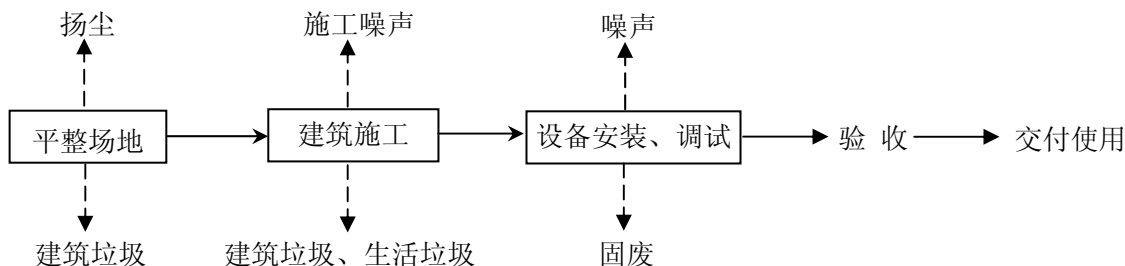 扬尘 施工噪声 噪声
平整场地 建筑施工 设备安装、调试 验 收 交付使用
建筑垃圾 建筑垃圾、生活垃圾 固废